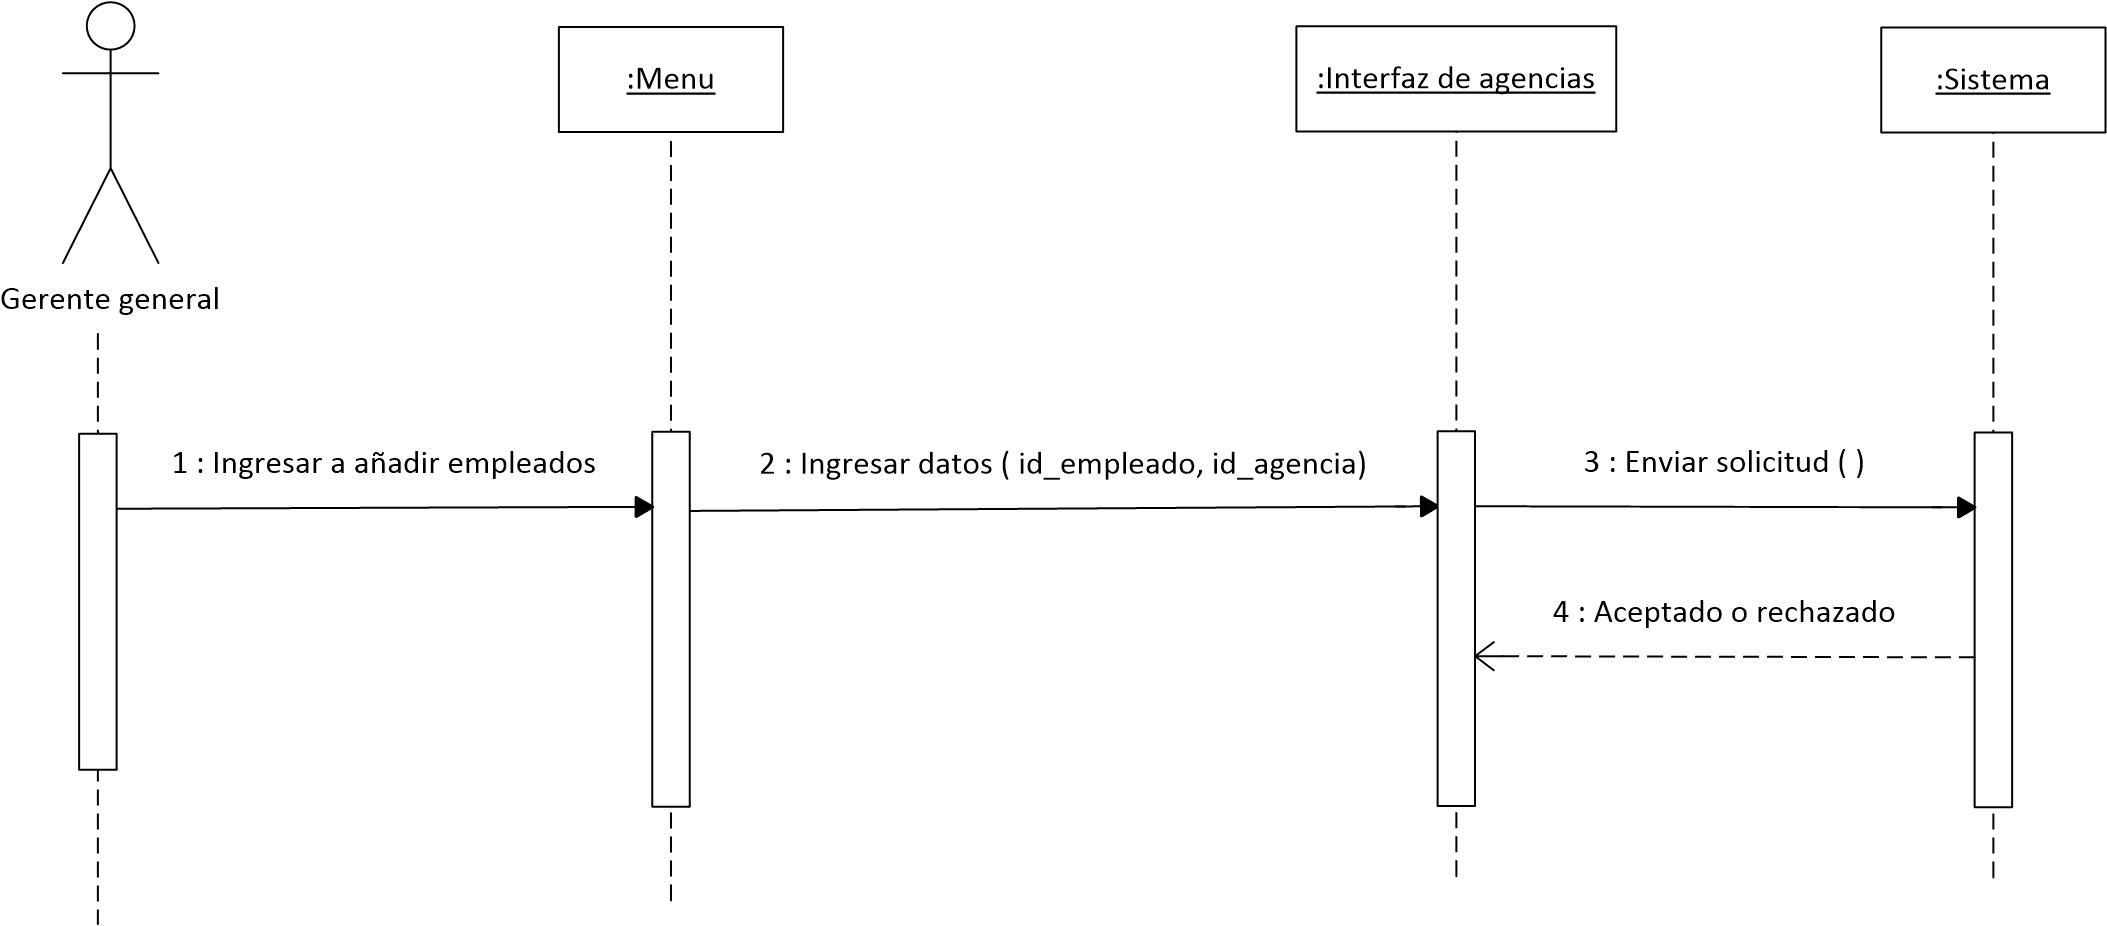 :Menu
:Interfaz de agencias
:Sistema
Gerente general
1 : Ingresar a añadir empleados
2 : Ingresar datos ( id_empleado, id_agencia)
3 : Enviar solicitud ( )
4 : Aceptado o rechazado